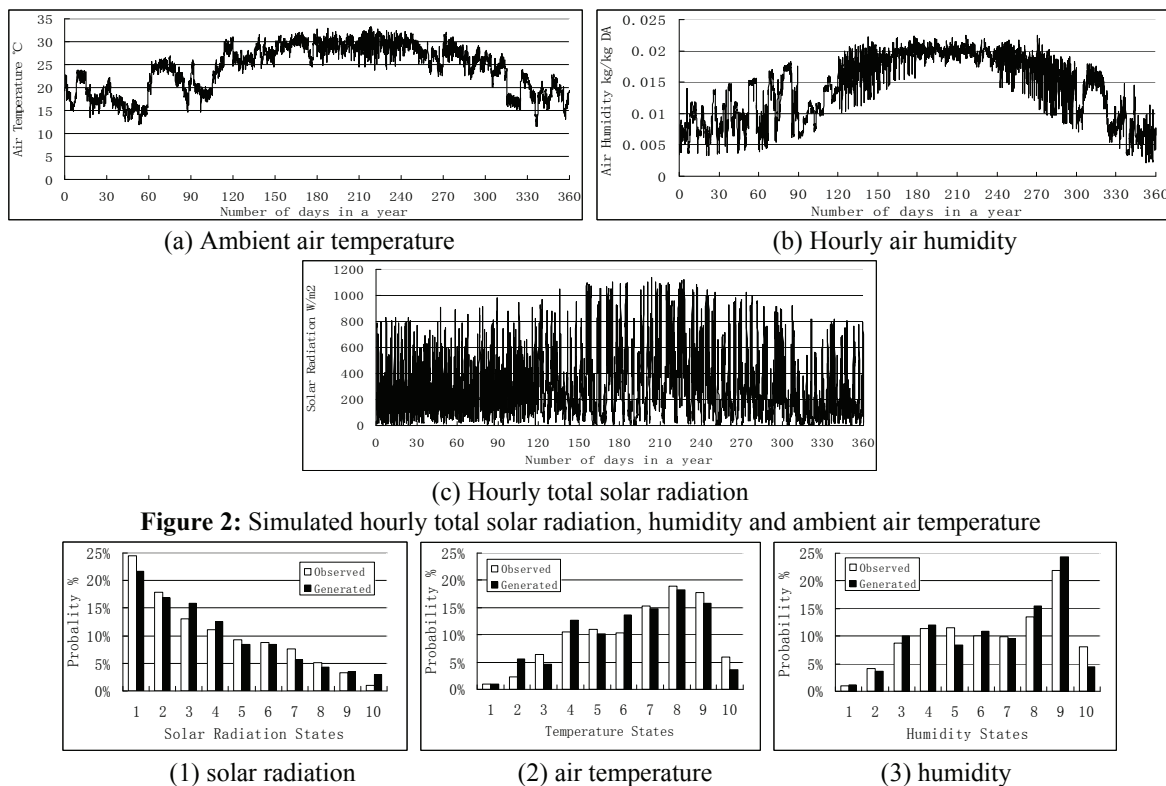 35
30
25
20
15
10
5
0
Air Temperature ℃
0 30 60 90 120 150 180 210 240 270 300 330 360
Number of days in a year
(a) Ambient air temperature
0.025
0.02
0.015
0.01
0.005
0
Air Humidity kg/kg DA
0 30 60 90 120 150 180 210 240 270 300 330 360
Number of days in a year
(b) Hourly air humidity
1200
1000
800
600
400
200
0
Solar Radiation W/m2
0 30 60 90 120 150 180 210 240 270 300 330 360
Number of days in a year
(c) Hourly total solar radiation
Figure 2: Simulated hourly total solar radiation, humidity and ambient air temperature
25%
20%
15%
10%
5%
0%
Probality %
Observed
Generated
1 2 3 4 5 6 7 8 9 10
Solar Radiation States
(1) solar radiation
25%
20%
15%
10%
5%
0%
Probability %
Observed
Generated
1 2 3 4 5 6 7 8 9 10
Temperature States
(2) air temperature
25%
20%
15%
10%
5%
0%
Probability %
Observed
Generated
1 2 3 4 5 6 7 8 9 10
Humidity States
(3) humidity